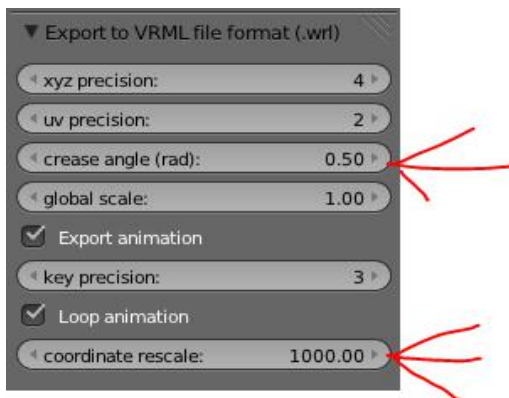 Export to VRML file format (.wrl)
xyz precision: 4
uv precision: 2
crease angle (rad): 0.50
global scale: 1.00
Export animation
key precision: 3
Loop animation
coordinate rescale: 1000.00